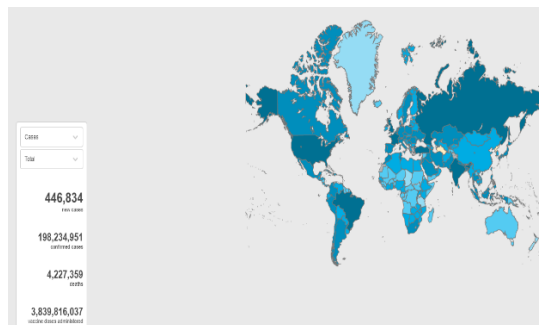 Cases
Total
446,834
new cases
198,234,951
confirmed cases
4,227,359
deaths
3,839,816,037
vaccine doses administered